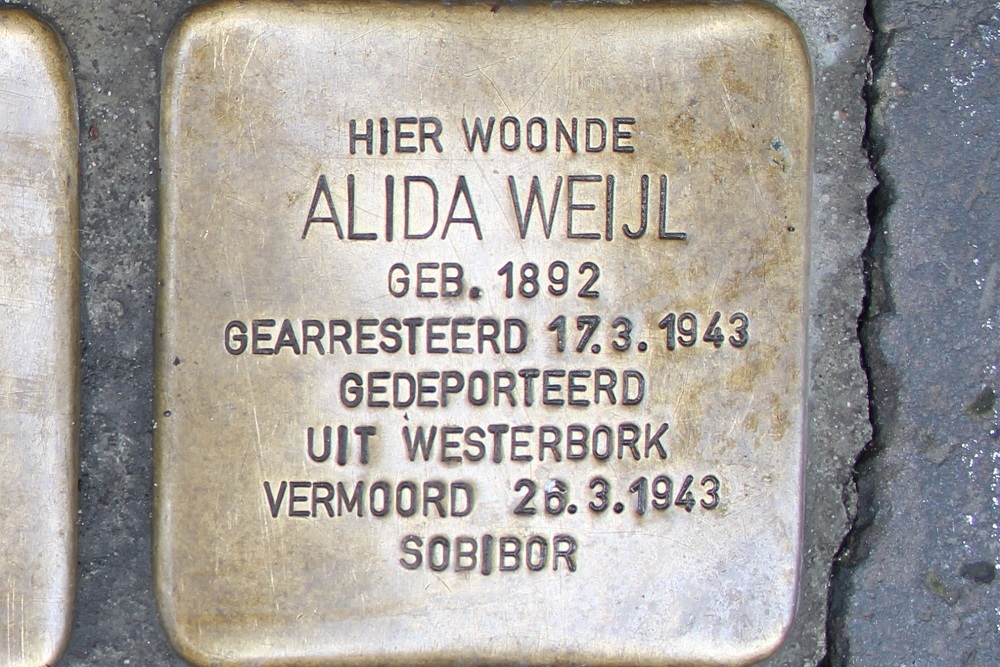 HIER WOONDE
ALIDA WEIJL
GEB. 1892
GEARRESTEERD 17.3.1943
GEDEPORTEERD
UIT WESTERBORK
VERMOORD 26.3.1943
SOBIBOR